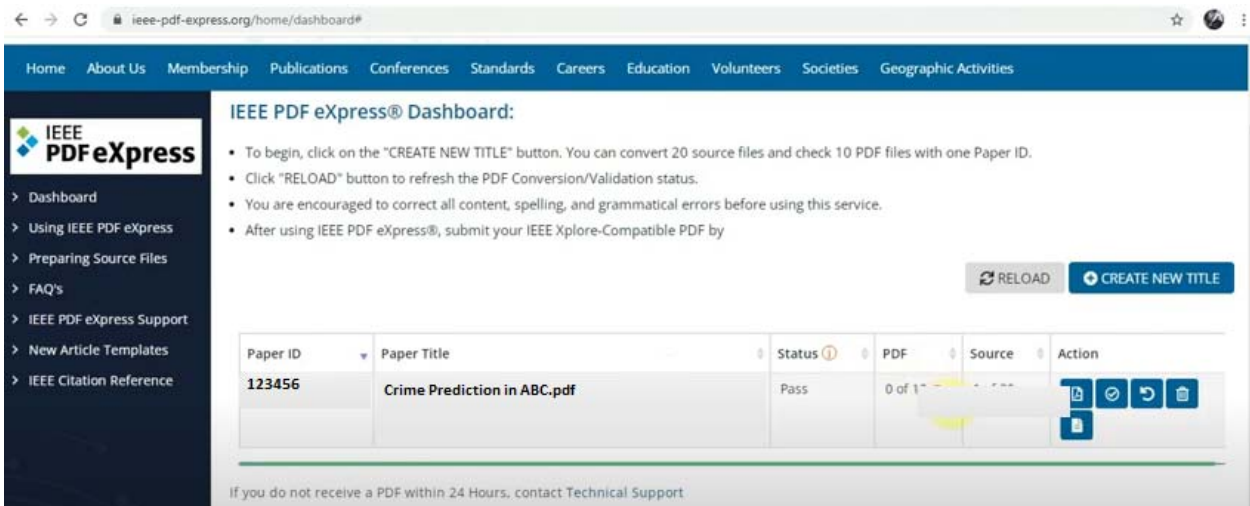 ieee-pdf-express.org/home/dashboard#
Home About Us Membership Publications Conferences Standards Careers Education Volunteers Societies Geographic Activities
IEEE
PDF eXpress
> Dashboard
> Using IEEE PDF eXpress
> Preparing Source Files
> FAQ's
> IEEE PDF eXpress Support
> New Article Templates
> IEEE Citation Reference
IEEE PDF eXpress® Dashboard:
• To begin, click on the "CREATE NEW TITLE" button. You can convert 20 source files and check 10 PDF files with one Paper ID.
• Click "RELOAD" button to refresh the PDF Conversion/Validation status.
• You are encouraged to correct all content, spelling, and grammatical errors before using this service.
• After using IEEE PDF eXpress®, submit your IEEE Xplore-Compatible PDF by
RELOAD CREATE NEW TITLE
Paper ID Paper Title Status PDF Source Action
123456 Crime Prediction in ABC.pdf Pass 0 of
If you do not receive a PDF within 24 Hours, contact Technical Support